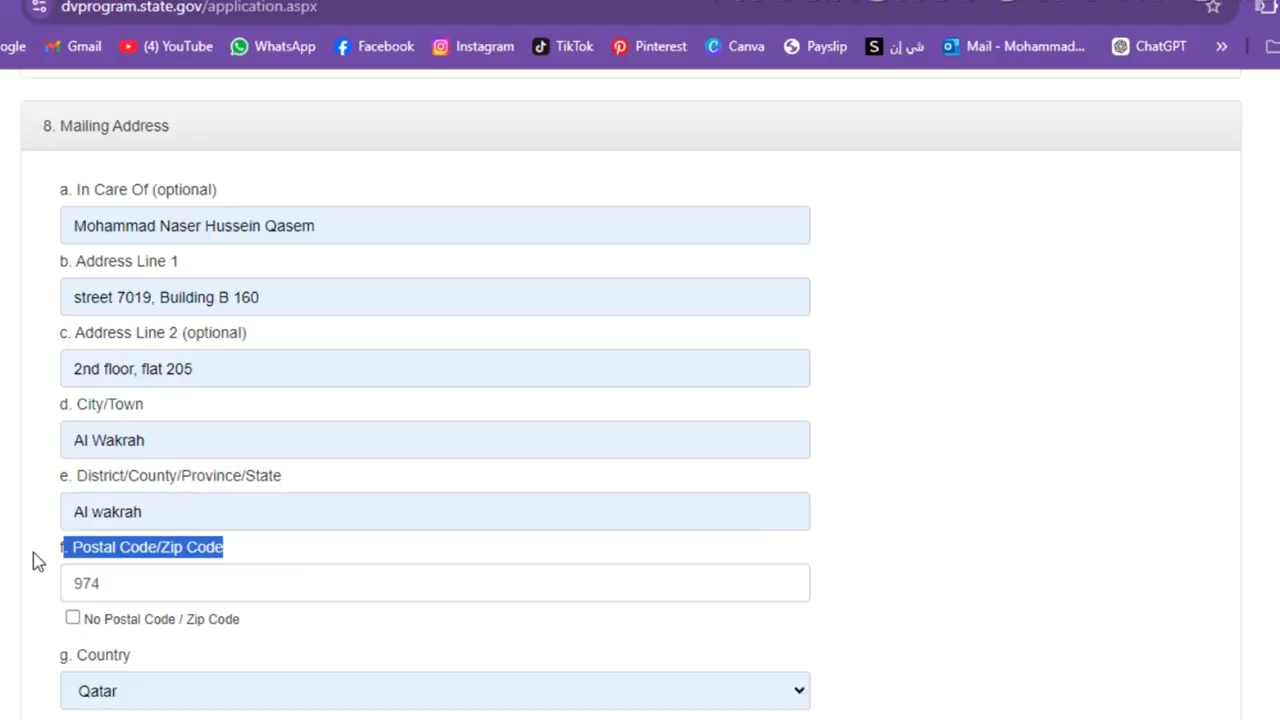 dvprogram.state.gov/application.aspx
ogle Gmail (4) YouTube WhatsApp Facebook Instagram TikTok Pinterest Canva Payslip شي إن Mail - Mohammad... ChatGPT »
8. Mailing Address
a. In Care Of (optional)
Mohammad Naser Hussein Qasem
b. Address Line 1
street 7019, Building B 160
c. Address Line 2 (optional)
2nd floor, flat 205
d. City/Town
Al Wakrah
e. District/County/Province/State
Al wakrah
f. Postal Code/Zip Code
974
No Postal Code / Zip Code
g. Country
Qatar